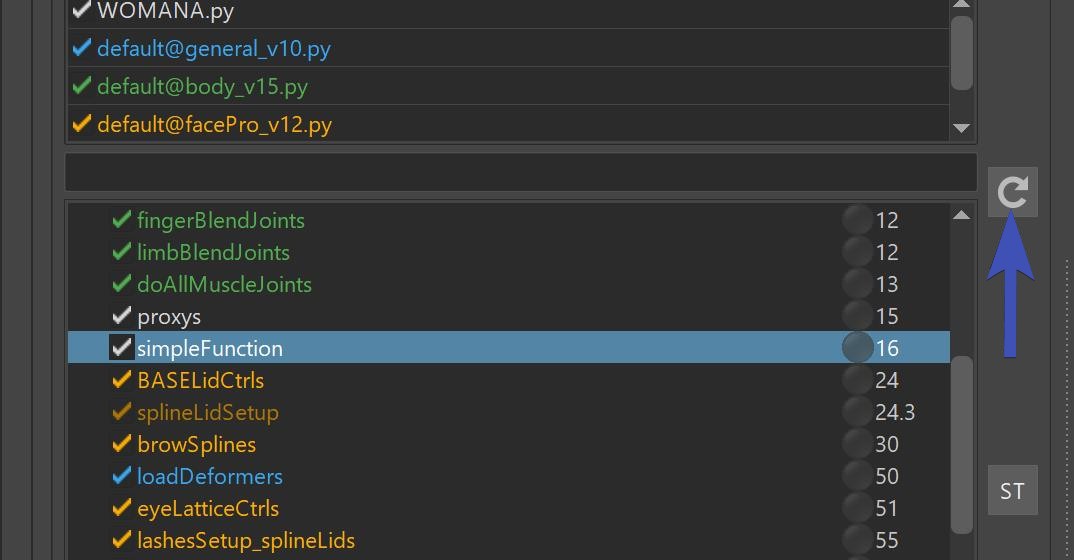 WOMANA.py
default@general_v10.py
default@body_v15.py
default@facePro_v12.py
fingerBlendJoints 12
limbBlendJoints 12
doAllMuscleJoints 13
proxys 15
simpleFunction 16
BASELidCtrls 24
splineLidSetup 24.3
browSplines 30
loadDeformers 50
eyeLatticeCtrls 51
ST
lashesSetup_splineLids 55